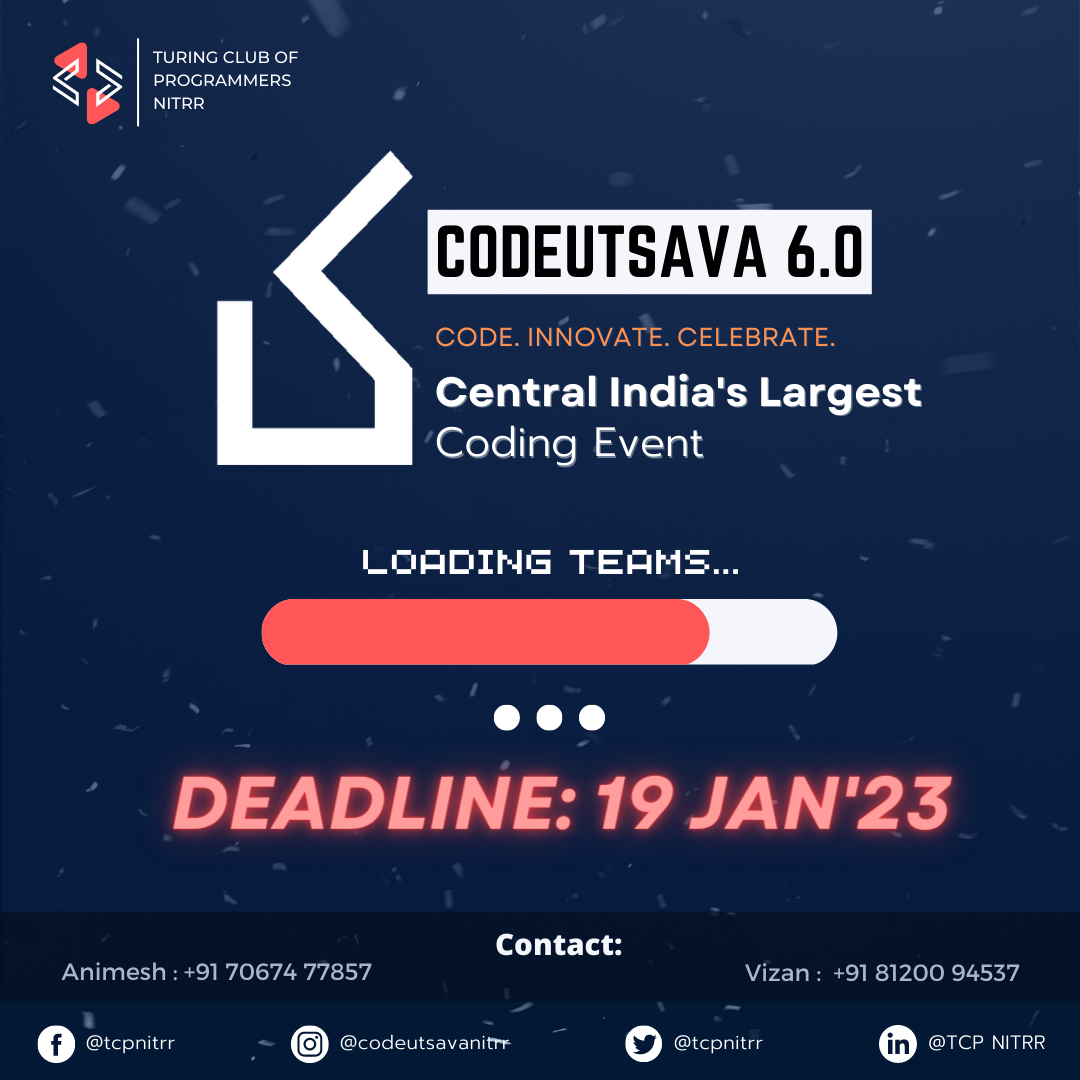 TURING CLUB OF
PROGRAMMERS
NITRR
CODEUTSAVA 6.0
CODE. INNOVATE. CELEBRATE.
Central India's Largest
Coding Event
LOADING TEAMS...
DEADLINE: 19 JAN'23
Contact:
Animesh : +91 70674 77857
Vizan : +91 81200 94537
@tcpnitrr
@codeutsavanitrr
@tcpnitrr
@TCP NITRR